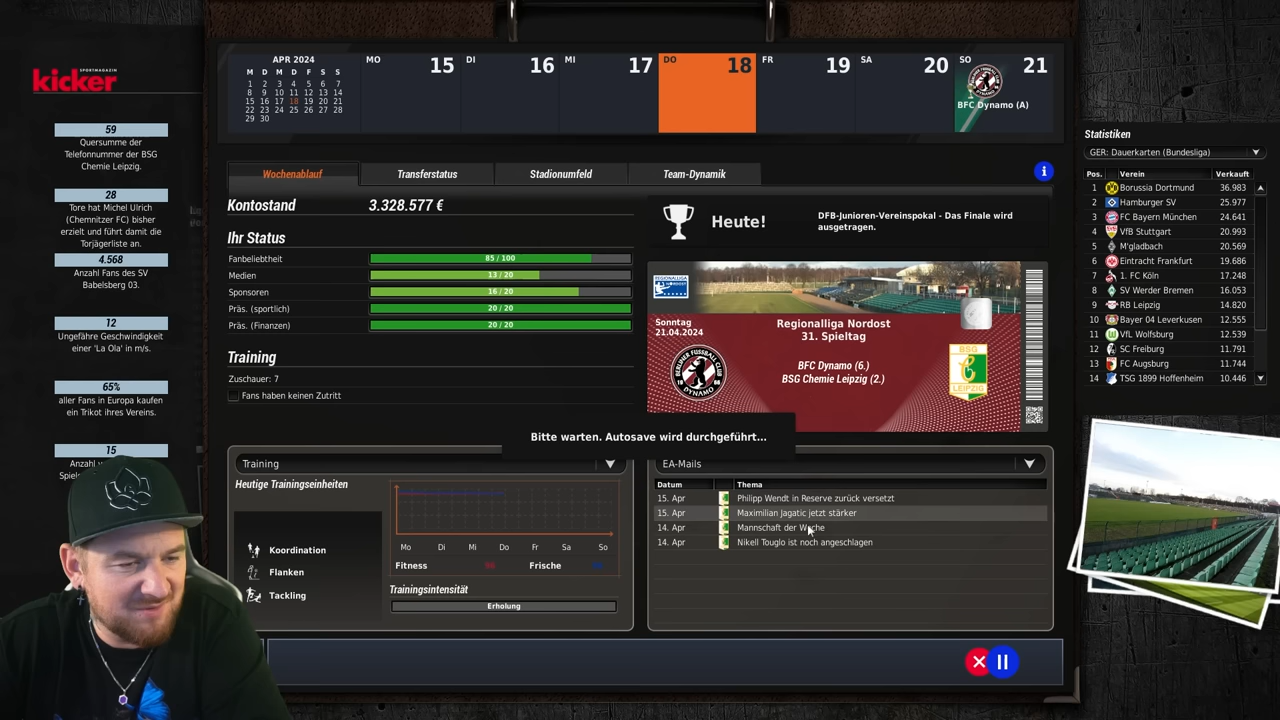 SPORTMAGAZIN
kicker
59
Quersumme der
Telefonnummer der BSG
Chemie Leipzig.
28
Tore hat Michel Ulrich
(Chemnitzer FC) bisher
erzielt und führt damit die
Torjägerliste an.
4.568
Anzahl Fans des SV
Babelsberg 03.
12
Ungefähre Geschwindigkeit
einer 'La Ola' in m/s.
65%
aller Fans in Europa kaufen
ein Trikot ihres Vereins.
15
APR 2024
M D M D F S S
1 2 3 4 5 6 7
8 9 10 11 12 13 14
15 16 17 18 19 20 21
22 23 24 25 26 27 28
29 30
MO 15
DI 16
MI 17
DO 18
FR 19
SA 20
SO 21
BFC Dynamo (A)
Wochenablauf Transferstatus Stadionumfeld Team-Dynamik
Kontostand 3.328.577 €
Ihr Status
Fanbeliebtheit 85 / 100
Medien 13 / 20
Sponsoren 16 / 20
Präs. (sportlich) 20 / 20
Präs. (Finanzen) 20 / 20
Training
Zuschauer: 7
Fans haben keinen Zutritt
Heute!
DFB-Junioren-Vereinspokal - Das Finale wird
ausgetragen.
REGIONALLIGA
NORDOST
Sonntag
21.04.2024
Regionalliga Nordost
31. Spieltag
BFC Dynamo (6.)
BSG Chemie Leipzig (2.)
BERLINER FUSSBALL CLUB
DYNAMO
BSG
LEIPZIG
Bitte warten. Autosave wird durchgeführt...
Training
Heutige Trainingseinheiten
Koordination
Flanken
Tackling
Mo Di Mi Do Fr Sa So
Fitness Frische
Trainingsintensität
Erholung
EA-Mails
Datum Thema
15. Apr Philipp Wendt in Reserve zurück versetzt
15. Apr Maximilian Jagatic jetzt stärker
14. Apr Mannschaft der Woche
14. Apr Nikell Touglo ist noch angeschlagen
Statistiken
GER: Dauerkarten (Bundesliga)
Pos. Verein Verkauft
1 Borussia Dortmund 36.983
2 Hamburger SV 25.977
3 FC Bayern München 24.641
4 VfB Stuttgart 20.993
5 M'gladbach 20.569
6 Eintracht Frankfurt 19.686
7 1. FC Köln 17.248
8 SV Werder Bremen 16.053
9 RB Leipzig 14.820
10 Bayer 04 Leverkusen 12.555
11 VfL Wolfsburg 12.539
12 SC Freiburg 11.791
13 FC Augsburg 11.744
14 TSG 1899 Hoffenheim 10.446